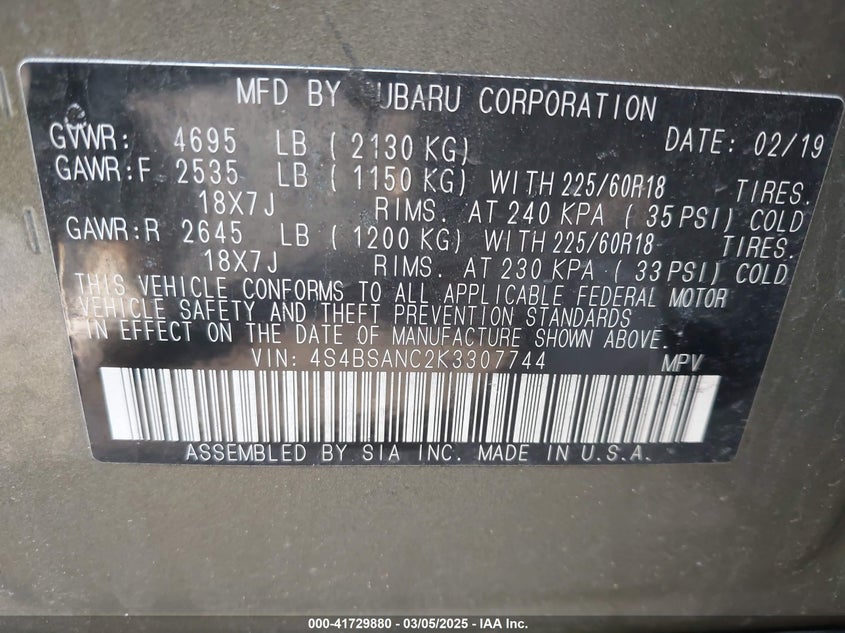 MFD BY UBARU CORPORATION
GVWR: 4695 LB ( 2130 KG) DATE: 02/19
GAWR:F 2535 LB ( 1150 KG) WITH 225/60R18 TIRES.
18X7J RIMS. AT 240 KPA ( 35 PSI) COLD
GAWR:R 2645 LB ( 1200 KG) WITH 225/60R18 TIRES.
18X7J RIMS. AT 230 KPA ( 33 PSI) COLD
THIS VEHICLE CONFORMS TO ALL APPLICABLE FEDERAL MOTOR
VEHICLE SAFETY AND THEFT PREVENTION STANDARDS
IN EFFECT ON THE DATE OF MANUFACTURE SHOWN ABOVE.
VIN: 4S4BSANC2K3307744 MPV
ASSEMBLED BY SIA INC. MADE IN U.S.A.
000-41729880 - 03/05/2025 - IAA Inc.